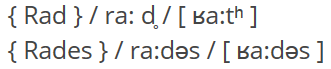 { Rad } / ra: d̥ / [ ʁa:tʰ ]
{ Rades } / ra:dəs / [ ʁa:dəs ]